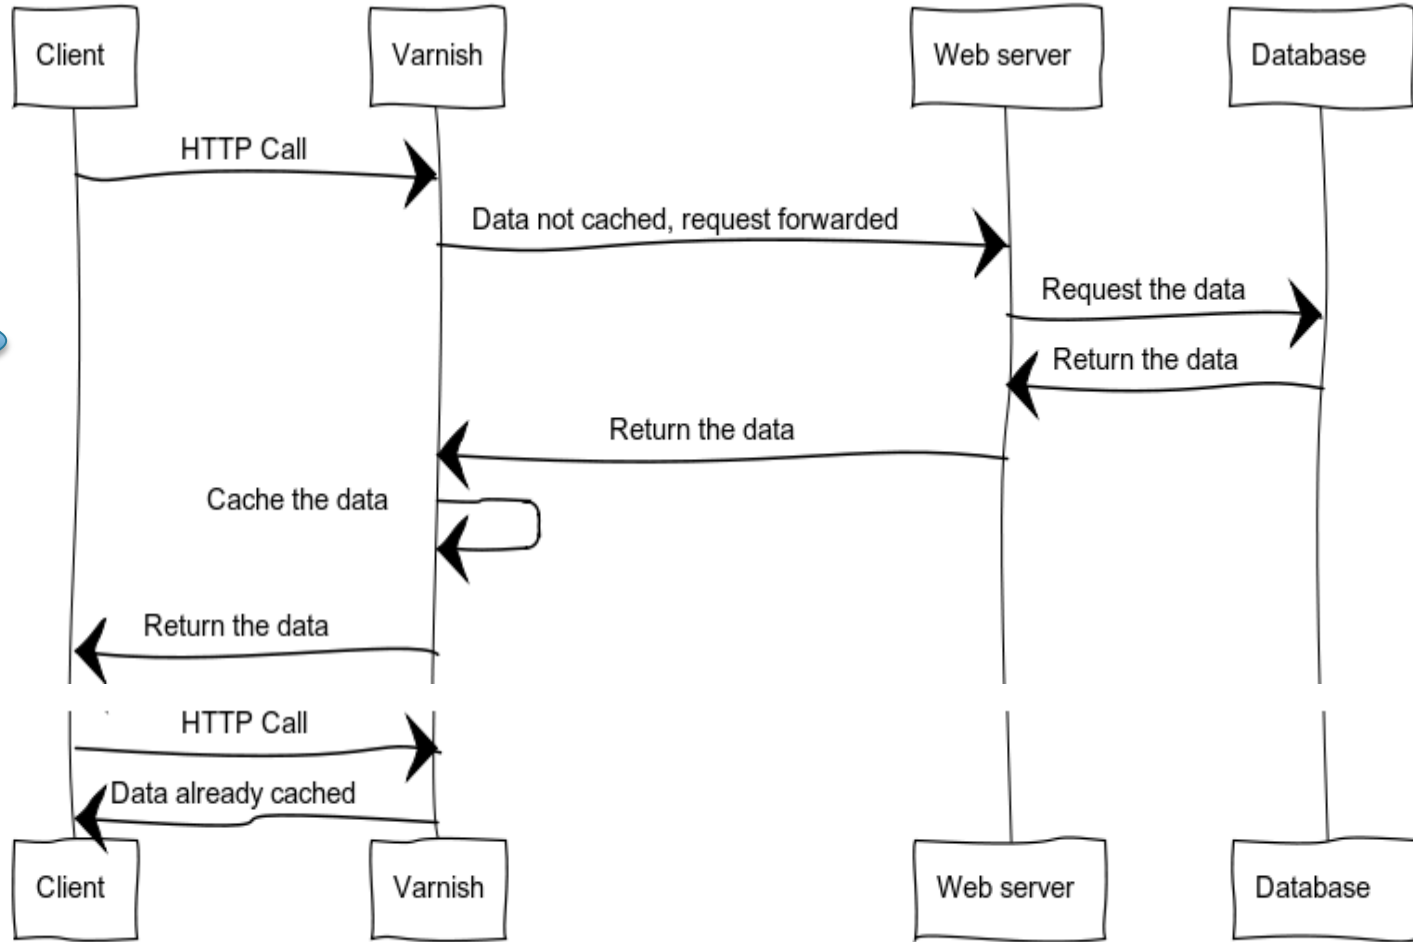 Client
Varnish
Web server
Database
HTTP Call
Data not cached, request forwarded
Request the data
Return the data
Return the data
Cache the data
Return the data
HTTP Call
Data already cached
Client
Varnish
Web server
Database